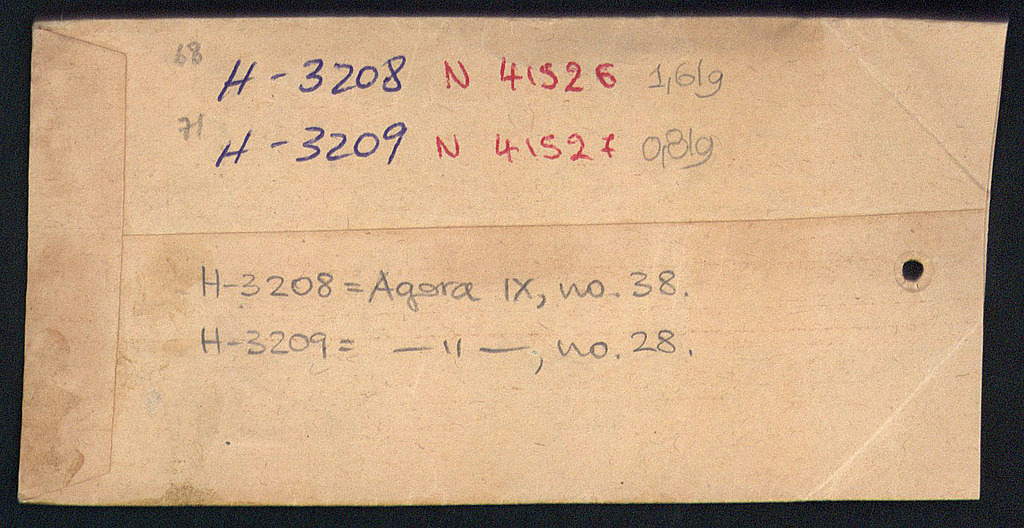 68 H-3208 N 41526 1,61g
71 H-3209 N 41527 0,81g
H-3208 = Agora IX, no. 38.
H-3209 = —"—, no. 28.